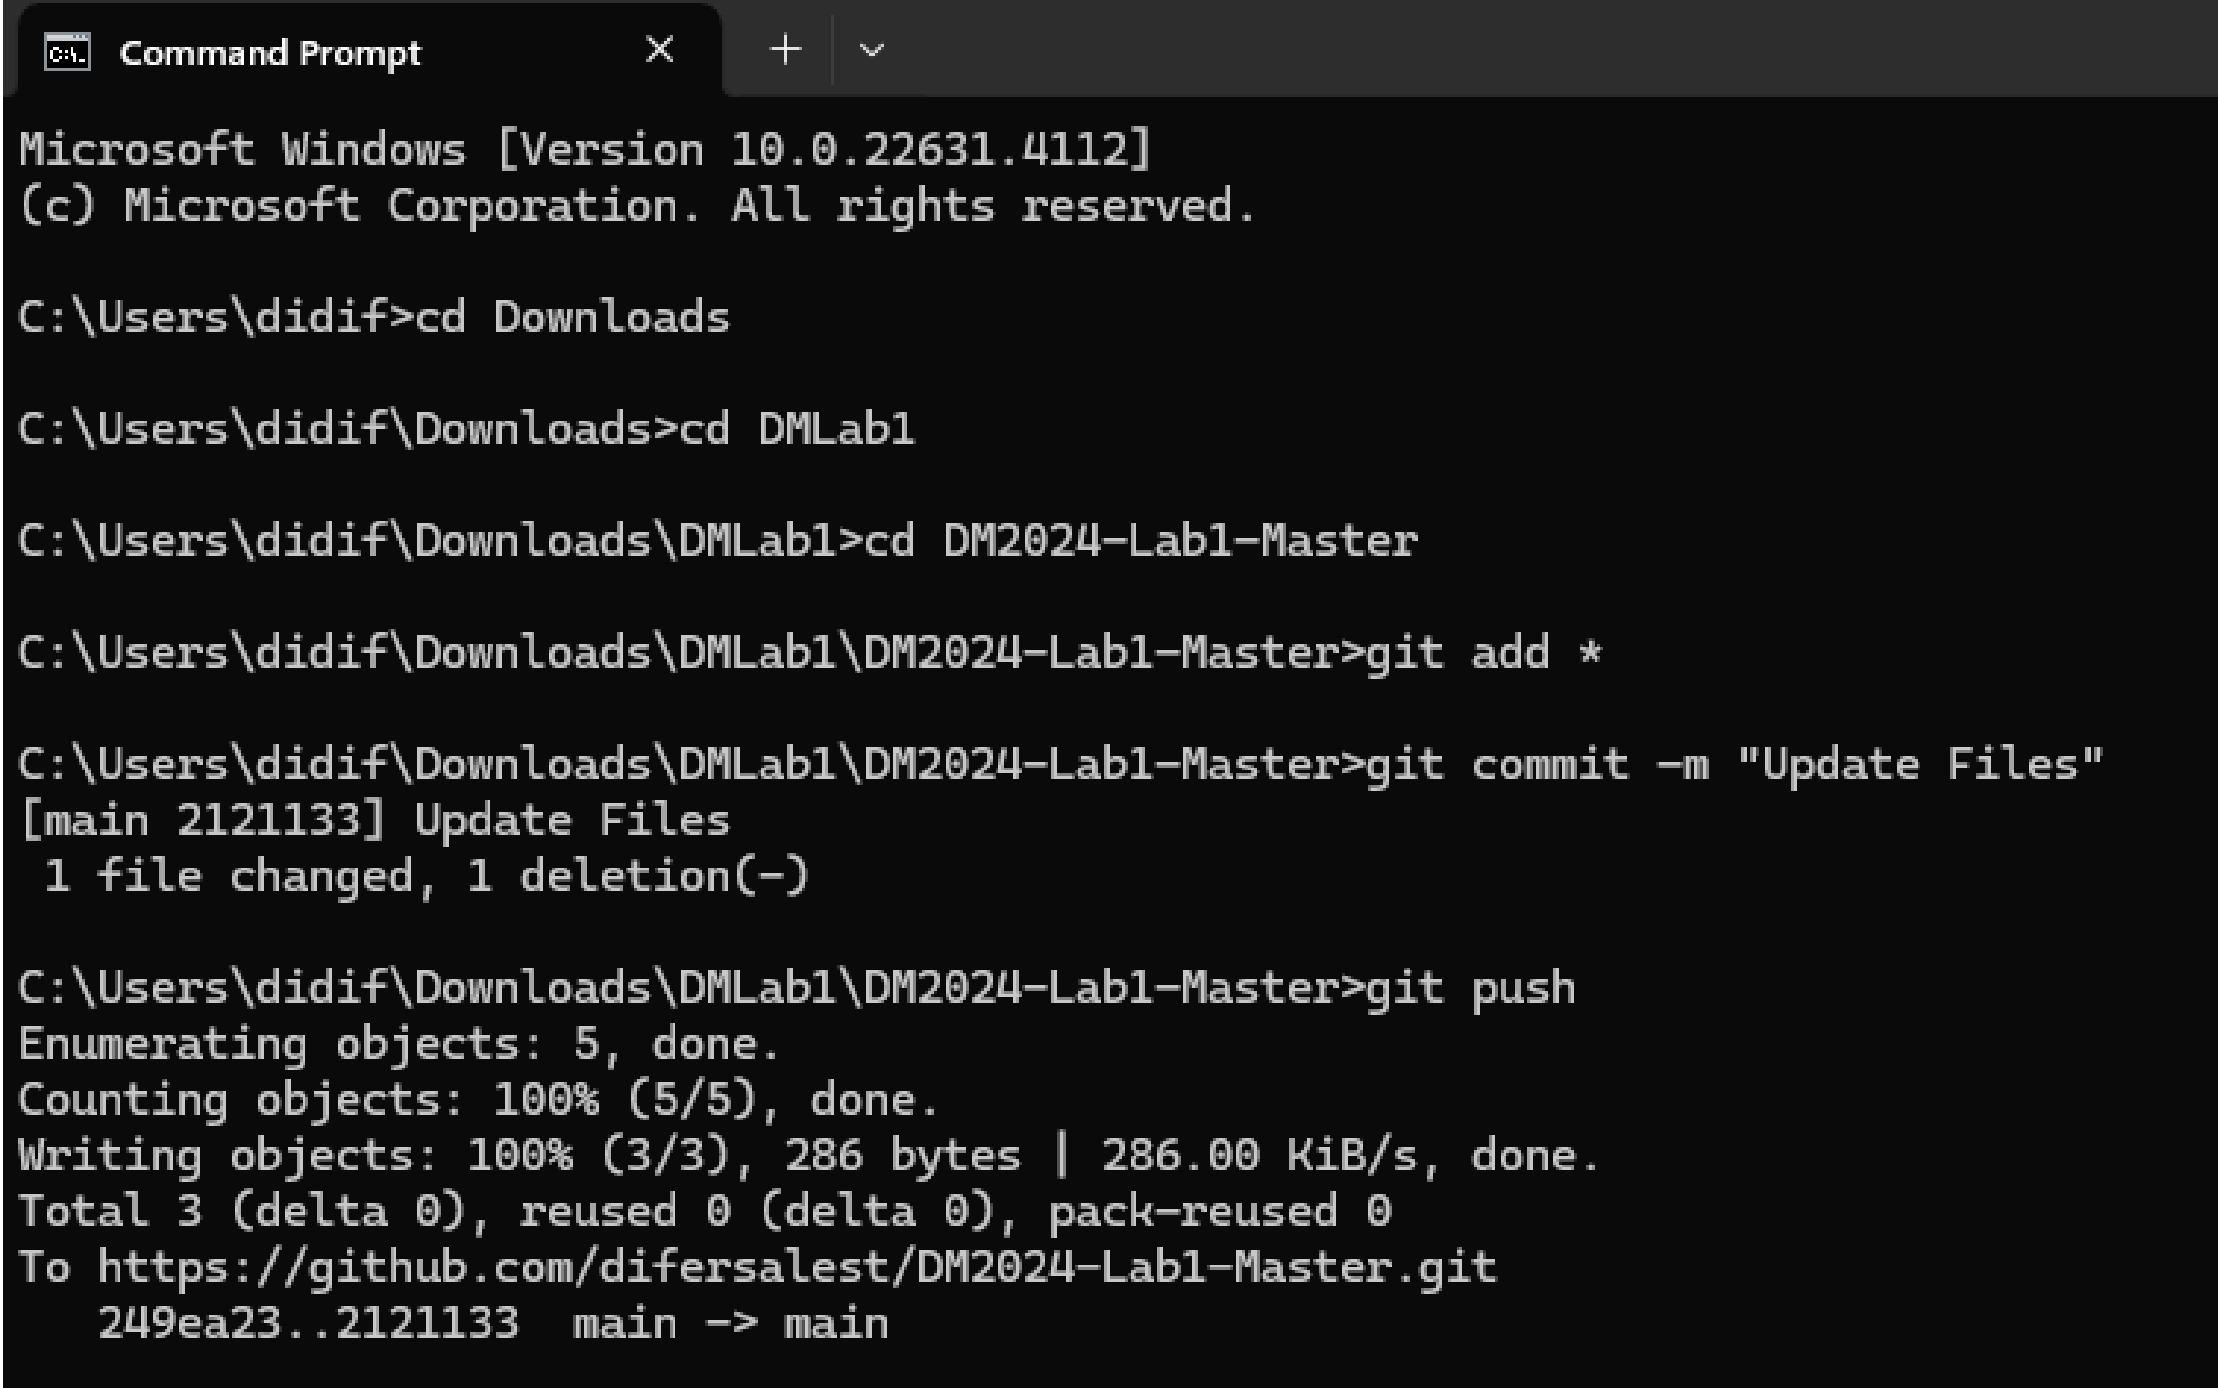 Command Prompt
Microsoft Windows [Version 10.0.22631.4112]
(c) Microsoft Corporation. All rights reserved.
C:\Users\didif>cd Downloads
C:\Users\didif\Downloads>cd DMLab1
C:\Users\didif\Downloads\DMLab1>cd DM2024-Lab1-Master
C:\Users\didif\Downloads\DMLab1\DM2024-Lab1-Master>git add *
C:\Users\didif\Downloads\DMLab1\DM2024-Lab1-Master>git commit -m "Update Files"
[main 2121133] Update Files
 1 file changed, 1 deletion(-)
C:\Users\didif\Downloads\DMLab1\DM2024-Lab1-Master>git push
Enumerating objects: 5, done.
Counting objects: 100% (5/5), done.
Writing objects: 100% (3/3), 286 bytes | 286.00 KiB/s, done.
Total 3 (delta 0), reused 0 (delta 0), pack-reused 0
To https://github.com/difersalest/DM2024-Lab1-Master.git
   249ea23..2121133  main -> main